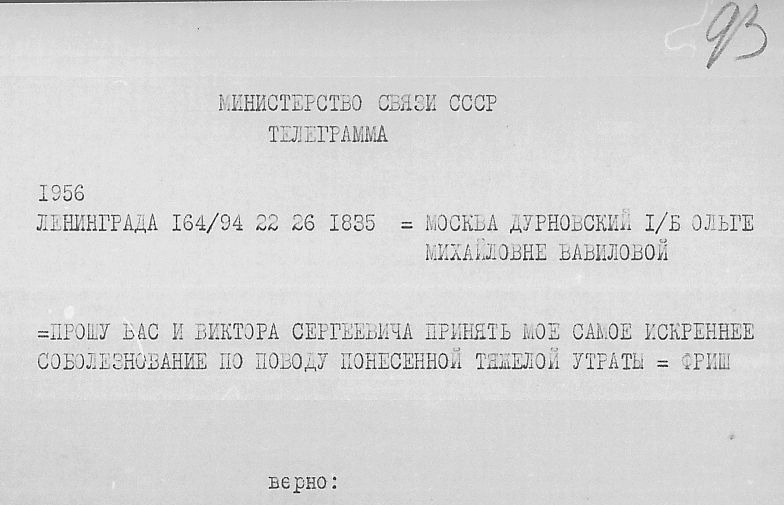 93
МИНИСТЕРСТВО СВЯЗИ СССР
ТЕЛЕГРАММА
1956
ЛЕНИНГРАДА 164/94 22 26 1835 = МОСКВА ДУРНОВСКИЙ 1/Б ОЛЬГЕ
МИХАЙЛОВНЕ ВАВИЛОВОЙ
=ПРОШУ ВАС И ВИКТОРА СЕРГЕЕВИЧА ПРИНЯТЬ МОЕ САМОЕ ИСКРЕННЕЕ
СОБОЛЕЗНОВАНИЕ ПО ПОВОДУ ПОНЕСЕННОЙ ТЯЖЕЛОЙ УТРАТЫ = ФРИШ
верно: